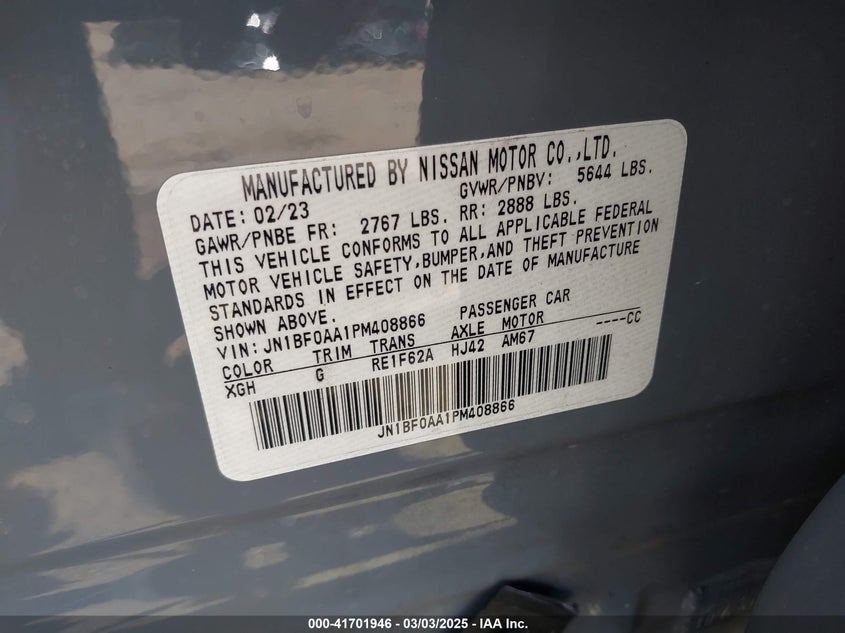 MANUFACTURED BY NISSAN MOTOR CO.,LTD.
DATE: 02/23 GVWR/PNBV: 5644 LBS.
GAWR/PNBE FR: 2767 LBS. RR: 2888 LBS.
THIS VEHICLE CONFORMS TO ALL APPLICABLE FEDERAL
MOTOR VEHICLE SAFETY,BUMPER,AND THEFT PREVENTION
STANDARDS IN EFFECT ON THE DATE OF MANUFACTURE
SHOWN ABOVE.
VIN:JN1BF0AA1PM408866 PASSENGER CAR
COLOR TRIM TRANS AXLE MOTOR ----CC
XGH G RE1F62A HJ42 AM67
JN1BF0AA1PM408866
000-41701946 - 03/03/2025 - IAA Inc.